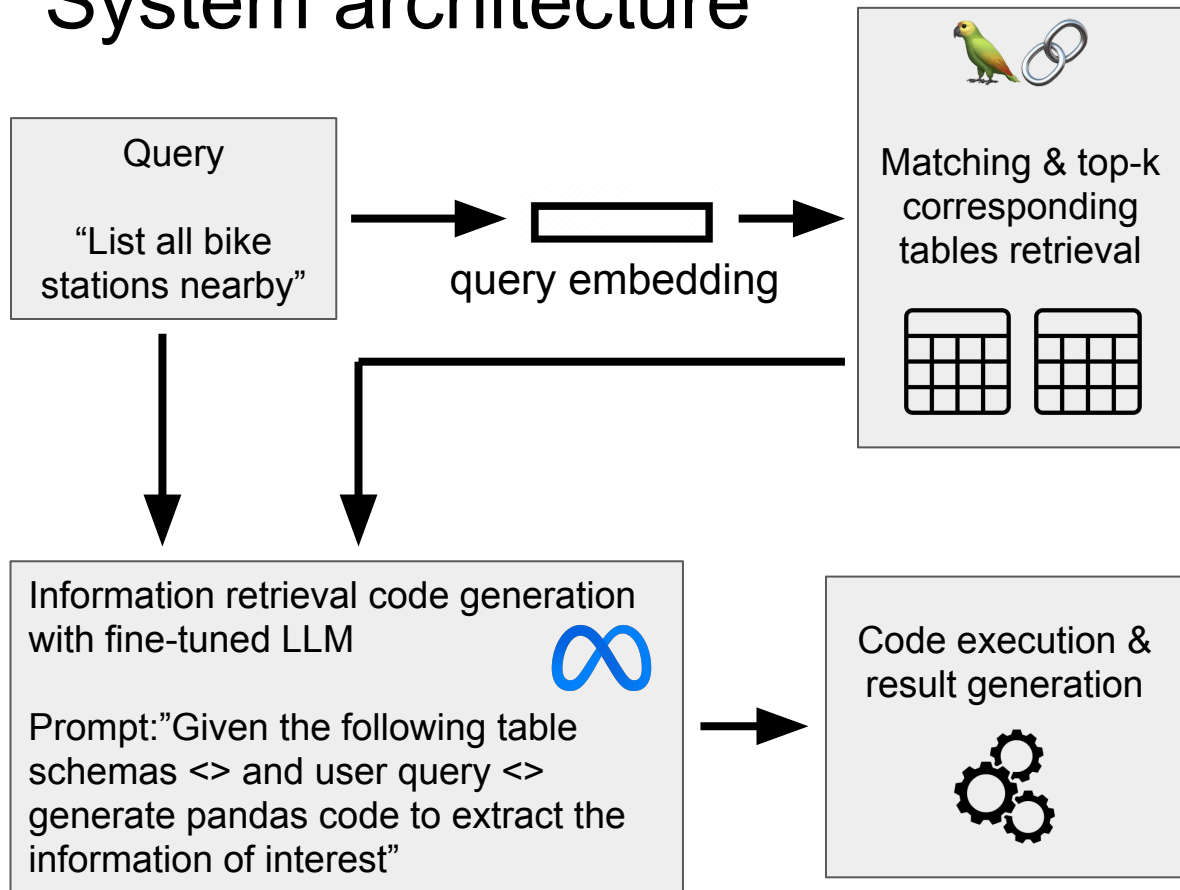 System architecture
Query
“List all bike
stations nearby”
query embedding
Matching & top-k
corresponding
tables retrieval
Information retrieval code generation
with fine-tuned LLM
Prompt:”Given the following table
schemas <> and user query <>
generate pandas code to extract the
information of interest”
Code execution &
result generation